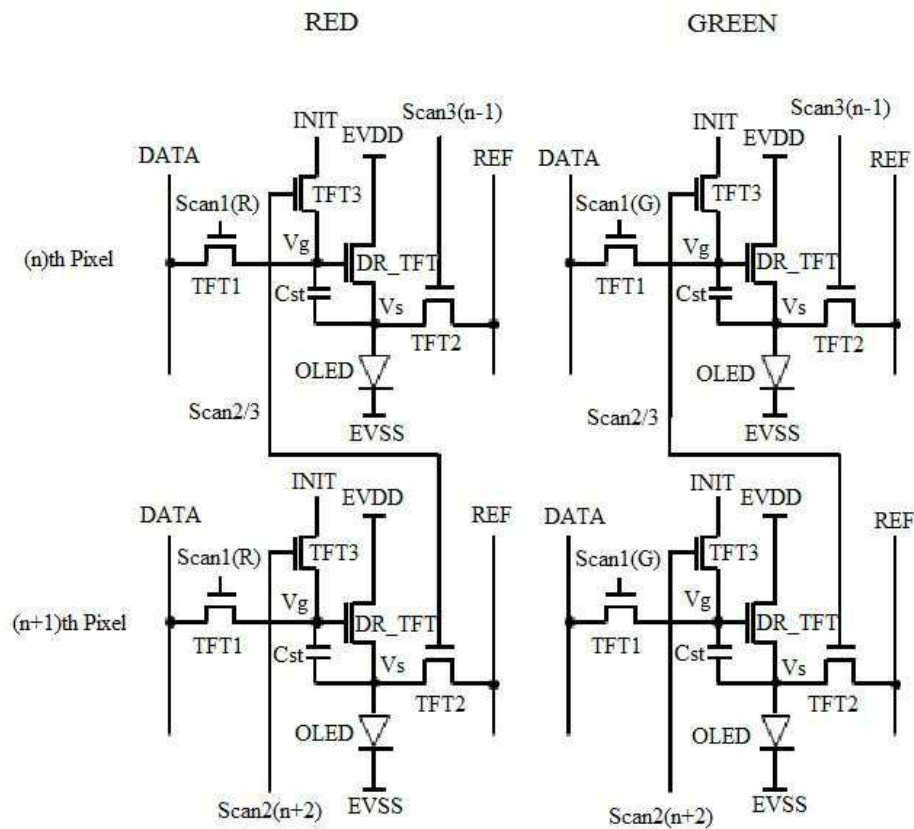 RED GREEN
Scan3(n-1) Scan3(n-1)
INIT INIT
EVDD EVDD
DATA REF DATA REF
TFT3 TFT3
Scan1(R) Scan1(G)
Vg Vg
(n)th Pixel DR_TFT DR_TFT
TFT1 Cst TFT1 Cst
Vs Vs
TFT2 TFT2
OLED OLED
Scan2/3 Scan2/3
EVSS EVSS
INIT INIT
EVDD EVDD
DATA REF DATA REF
TFT3 TFT3
Scan1(R) Scan1(G)
Vg Vg
(n+1)th Pixel DR_TFT DR_TFT
TFT1 Cst TFT1 Cst
Vs Vs
TFT2 TFT2
OLED OLED
Scan2(n+2) EVSS Scan2(n+2) EVSS